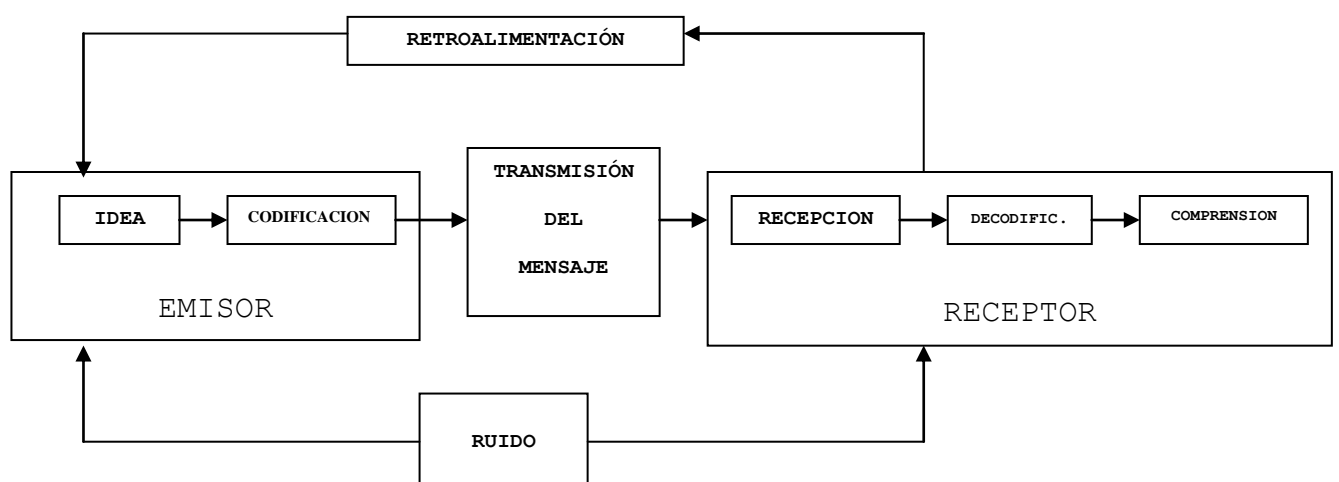 RETROALIMENTACIÓN
TRANSMISIÓN
DEL
MENSAJE
IDEA
CODIFICACION
EMISOR
RECEPCION
DECODIFIC.
COMPRENSION
RECEPTOR
RUIDO